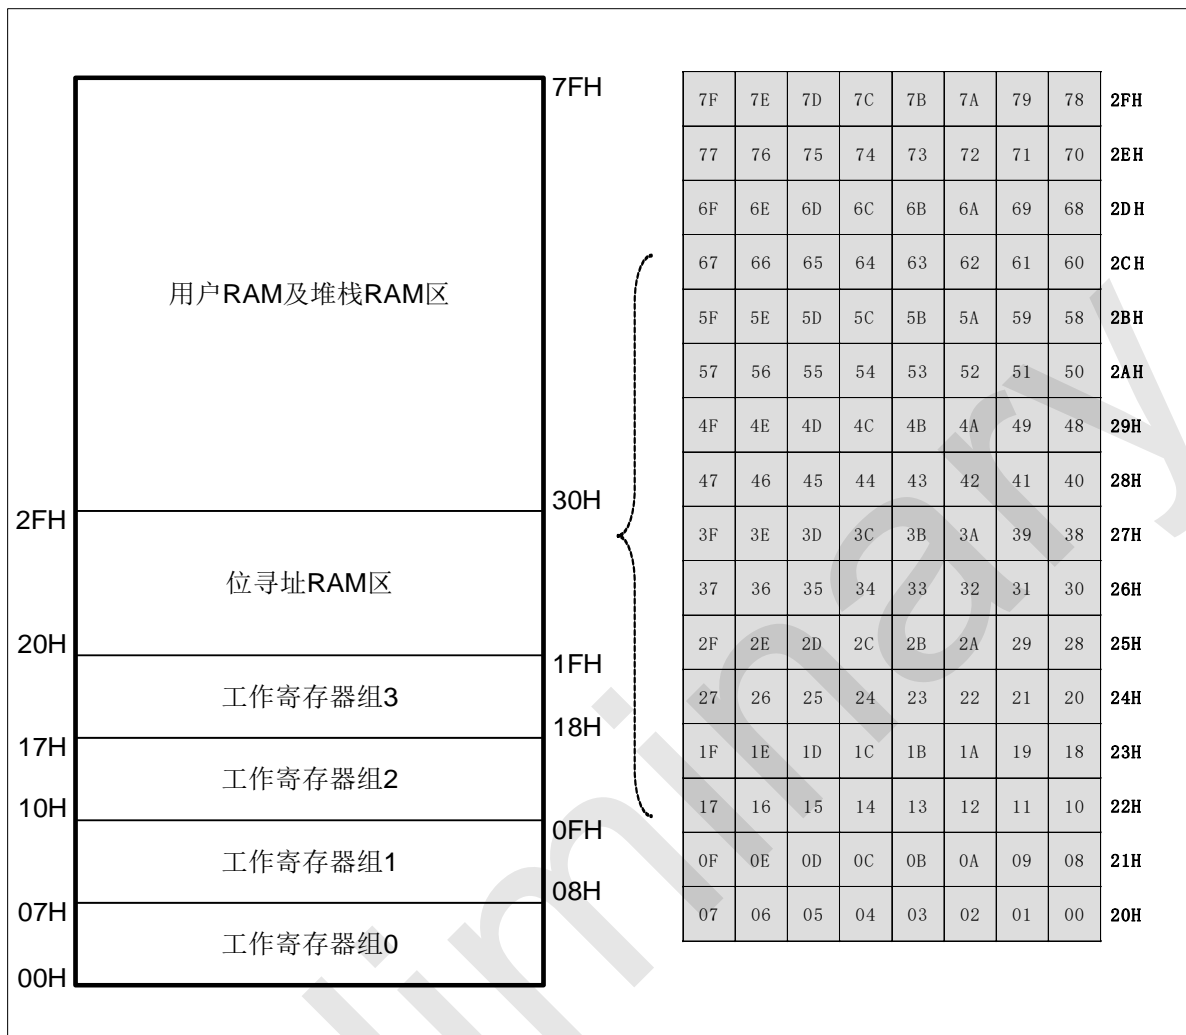 7FH
用户RAM及堆栈RAM区
30H
2FH
位寻址RAM区
20H
1FH
工作寄存器组3
18H
17H
工作寄存器组2
10H
0FH
工作寄存器组1
08H
07H
工作寄存器组0
00H
7F 7E 7D 7C 7B 7A 79 78 2FH
77 76 75 74 73 72 71 70 2EH
6F 6E 6D 6C 6B 6A 69 68 2DH
67 66 65 64 63 62 61 60 2CH
5F 5E 5D 5C 5B 5A 59 58 2BH
57 56 55 54 53 52 51 50 2AH
4F 4E 4D 4C 4B 4A 49 48 29H
47 46 45 44 43 42 41 40 28H
3F 3E 3D 3C 3B 3A 39 38 27H
37 36 35 34 33 32 31 30 26H
2F 2E 2D 2C 2B 2A 29 28 25H
27 26 25 24 23 22 21 20 24H
1F 1E 1D 1C 1B 1A 19 18 23H
17 16 15 14 13 12 11 10 22H
0F 0E 0D 0C 0B 0A 09 08 21H
07 06 05 04 03 02 01 00 20H
liminary